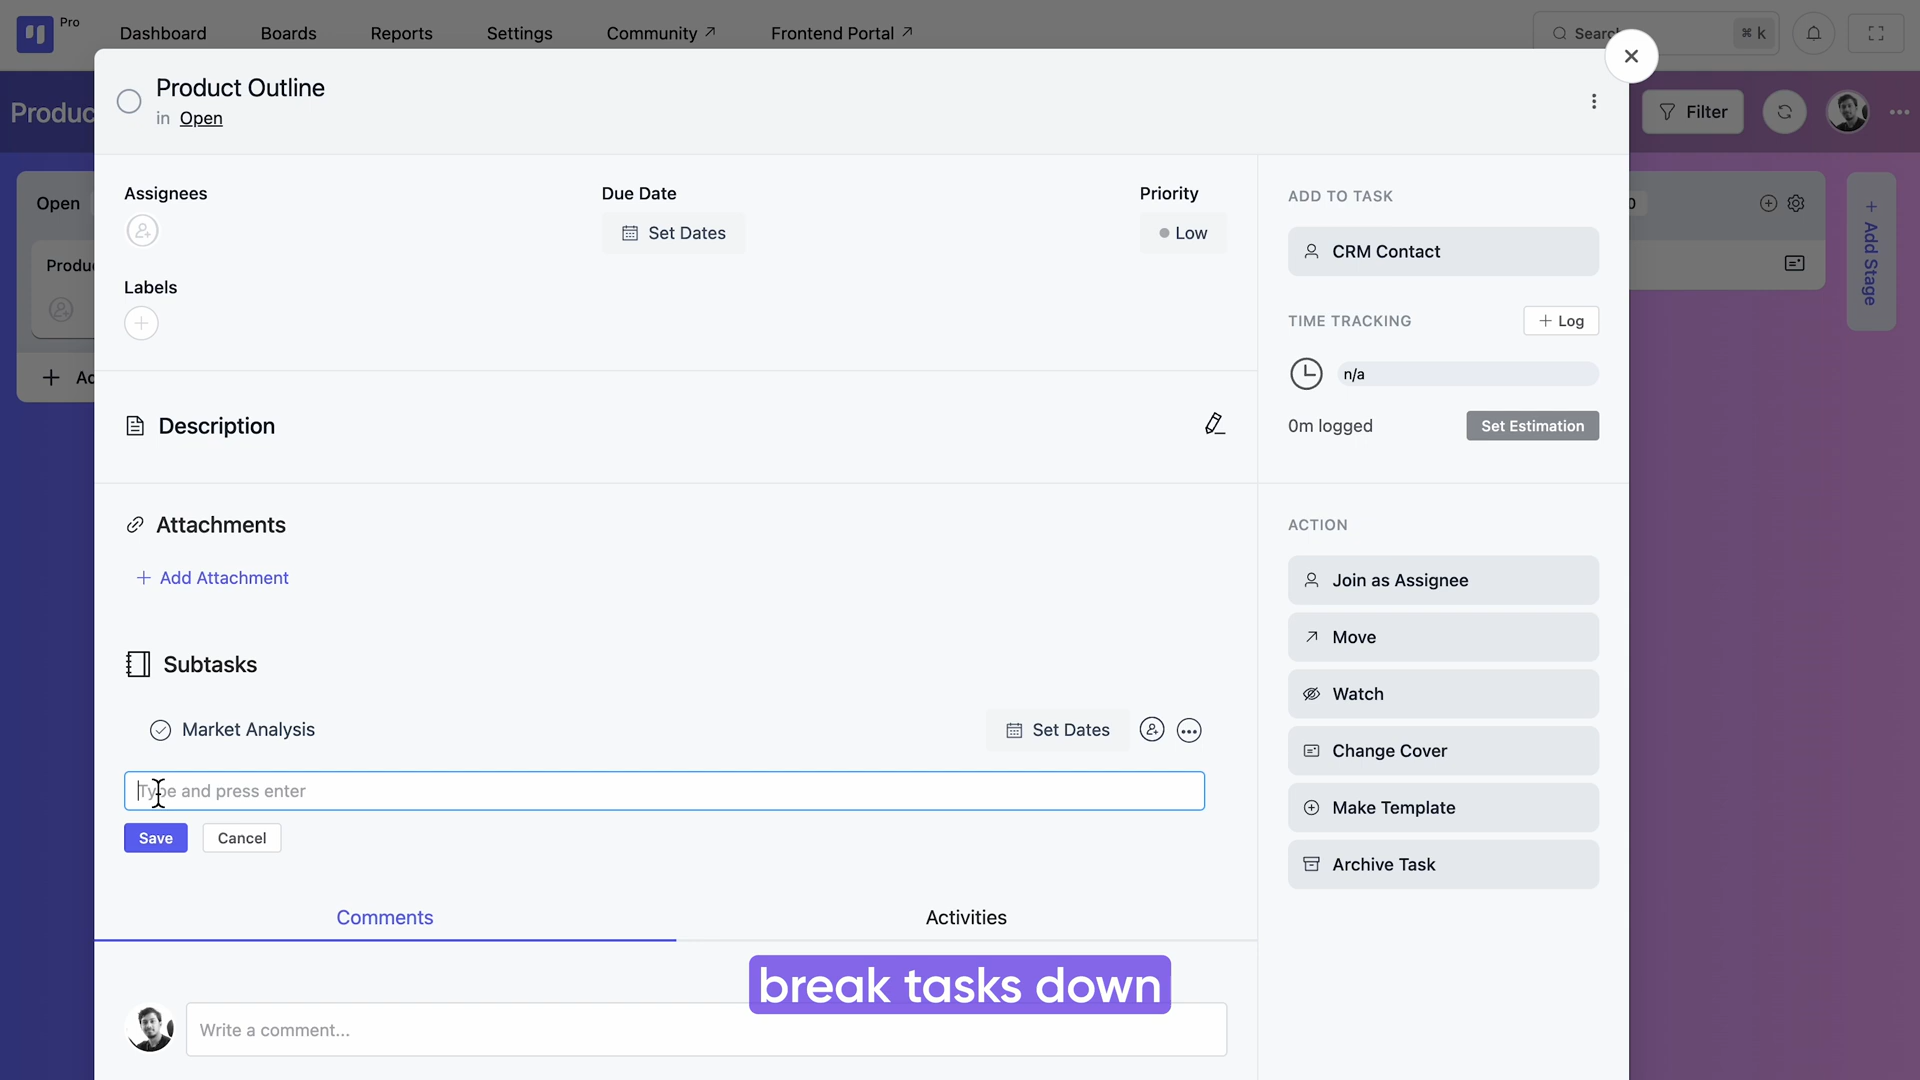 Pro
Dashboard
Boards
Reports
Settings
Community
Frontend Portal
⌘ k
Product Outline
in Open
Filter
Assignees
Due Date
Set Dates
Priority
Low
Labels
Open
+ Add Stage
ADD TO TASK
CRM Contact
TIME TRACKING
+ Log
n/a
0m logged
Set Estimation
Description
Attachments
+ Add Attachment
ACTION
Join as Assignee
Move
Watch
Change Cover
Make Template
Archive Task
Subtasks
Market Analysis
Set Dates
Type and press enter
Save
Cancel
Comments
Activities
break tasks down
Write a comment...